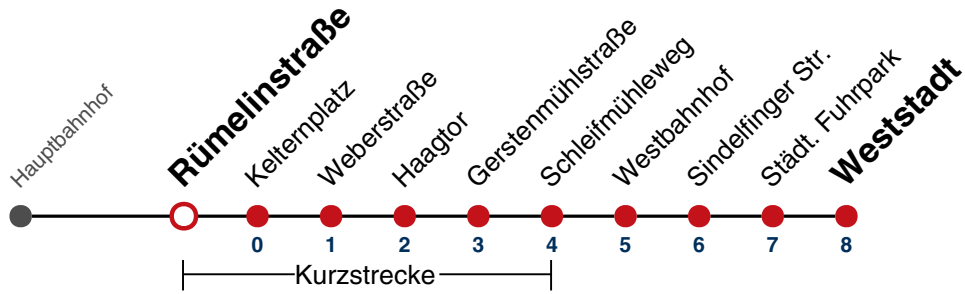 Hauptbahnhof
Rümelinstraße
Kelternplatz
Weberstraße
Haagtor
Gerstenmühlstraße
Schleifmühleweg
Westbahnhof
Sindelfinger Str.
Städt. Fuhrpark
Weststadt
0 1 2 3 4 5 6 7 8
Kurzstrecke